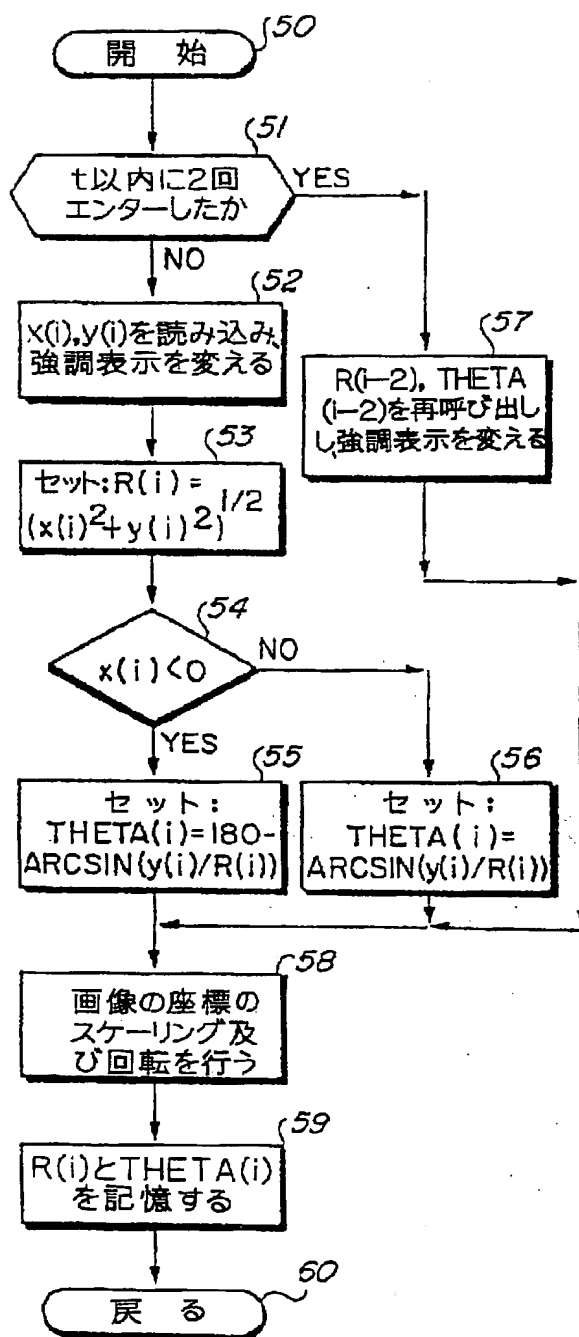 50
開始
51
t以内に2回
エンターしたか
YES
NO
52
x(i),y(i)を読み込み、
強調表示を変える
57
R(i-2), THETA
(i-2)を再呼び出し
し、強調表示を変える
53
セット:R(i)=
(x(i)²+y(i)²)^1/2
54
x(i)<0
NO
YES
55
セット:
THETA(i)=180-
ARCSIN(y(i)/R(i))
56
セット:
THETA(i)=
ARCSIN(y(i)/R(i))
58
画像の座標の
スケーリング及
び回転を行う
59
R(i)とTHETA(i)
を記憶する
60
戻る